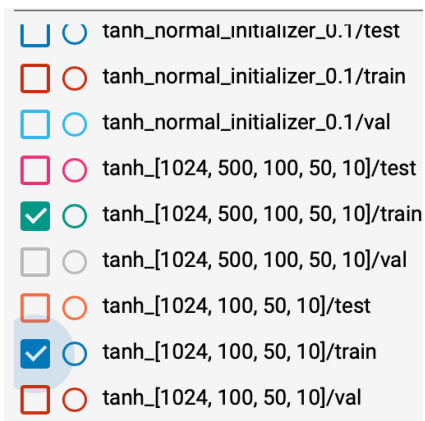 tanh_normal_initializer_0.1/test
tanh_normal_initializer_0.1/train
tanh_normal_initializer_0.1/val
tanh_[1024, 500, 100, 50, 10]/test
tanh_[1024, 500, 100, 50, 10]/train
tanh_[1024, 500, 100, 50, 10]/val
tanh_[1024, 100, 50, 10]/test
tanh_[1024, 100, 50, 10]/train
tanh_[1024, 100, 50, 10]/val